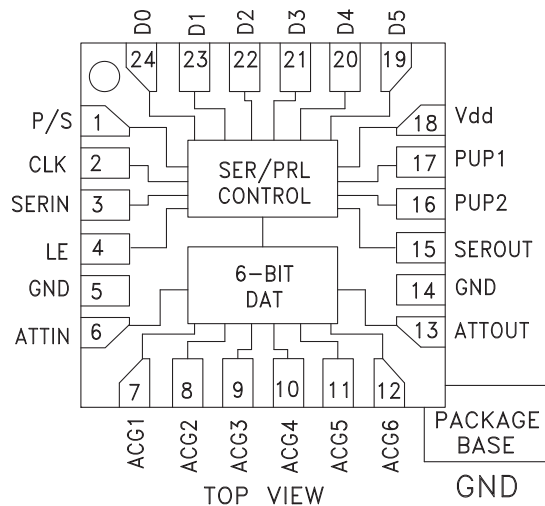 D0 D1 D2 D3 D4 D5
24 23 22 21 20 19
P/S 1
CLK 2
SERIN 3
LE 4
GND 5
ATTIN 6
SER/PRL
CONTROL
6-BIT
DAT
18 Vdd
17 PUP1
16 PUP2
15 SEROUT
14 GND
13 ATTOUT
7 8 9 10 11 12
ACG1 ACG2 ACG3 ACG4 ACG5 ACG6
PACKAGE
BASE
GND
TOP VIEW